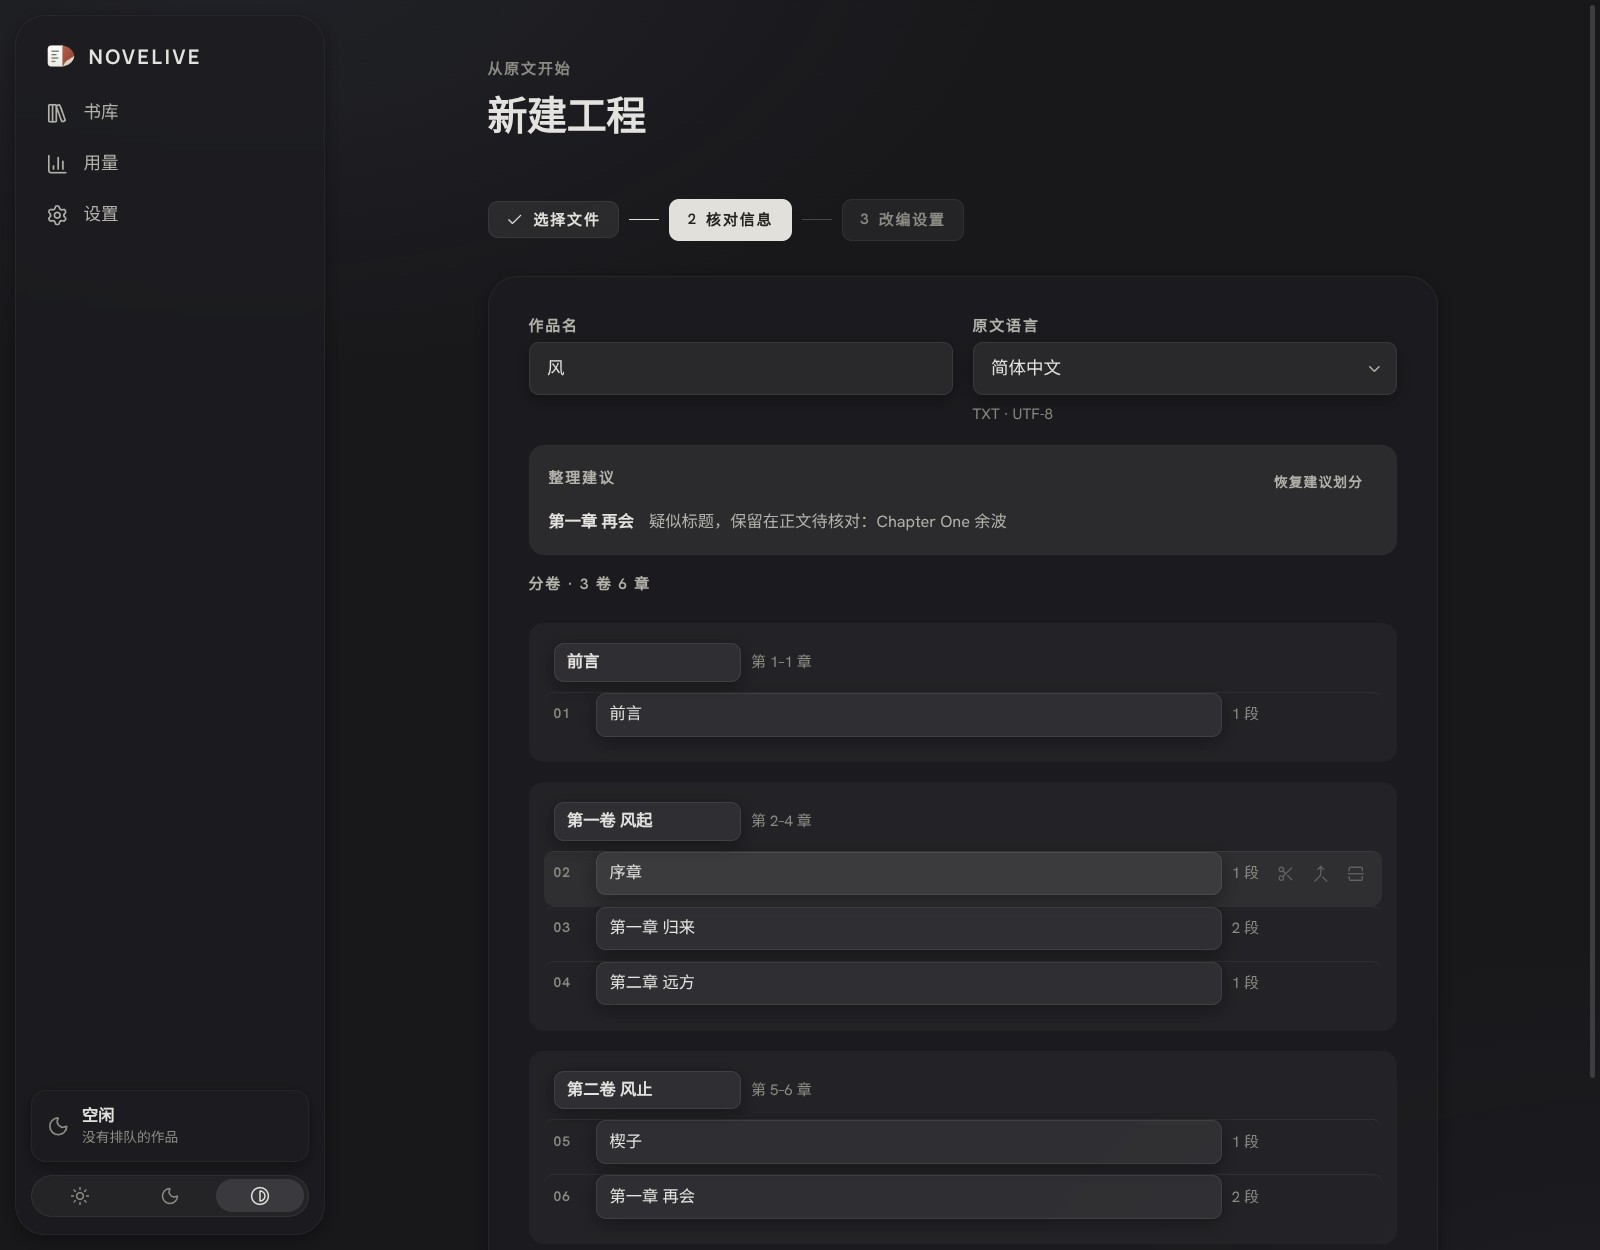 NOVELIVE
书库
用量
设置
空闲
没有排队的作品
从原文开始
新建工程
选择文件
2 核对信息
3 改编设置
作品名
原文语言
风
简体中文
TXT · UTF-8
整理建议
恢复建议划分
第一章 再会 疑似标题，保留在正文待核对：Chapter One 余波
分卷 · 3 卷 6 章
前言 第 1-1 章
01 前言 1 段
第一卷 风起 第 2-4 章
02 序章 1 段
03 第一章 归来 2 段
04 第二章 远方 1 段
第二卷 风止 第 5-6 章
05 楔子 1 段
06 第一章 再会 2 段